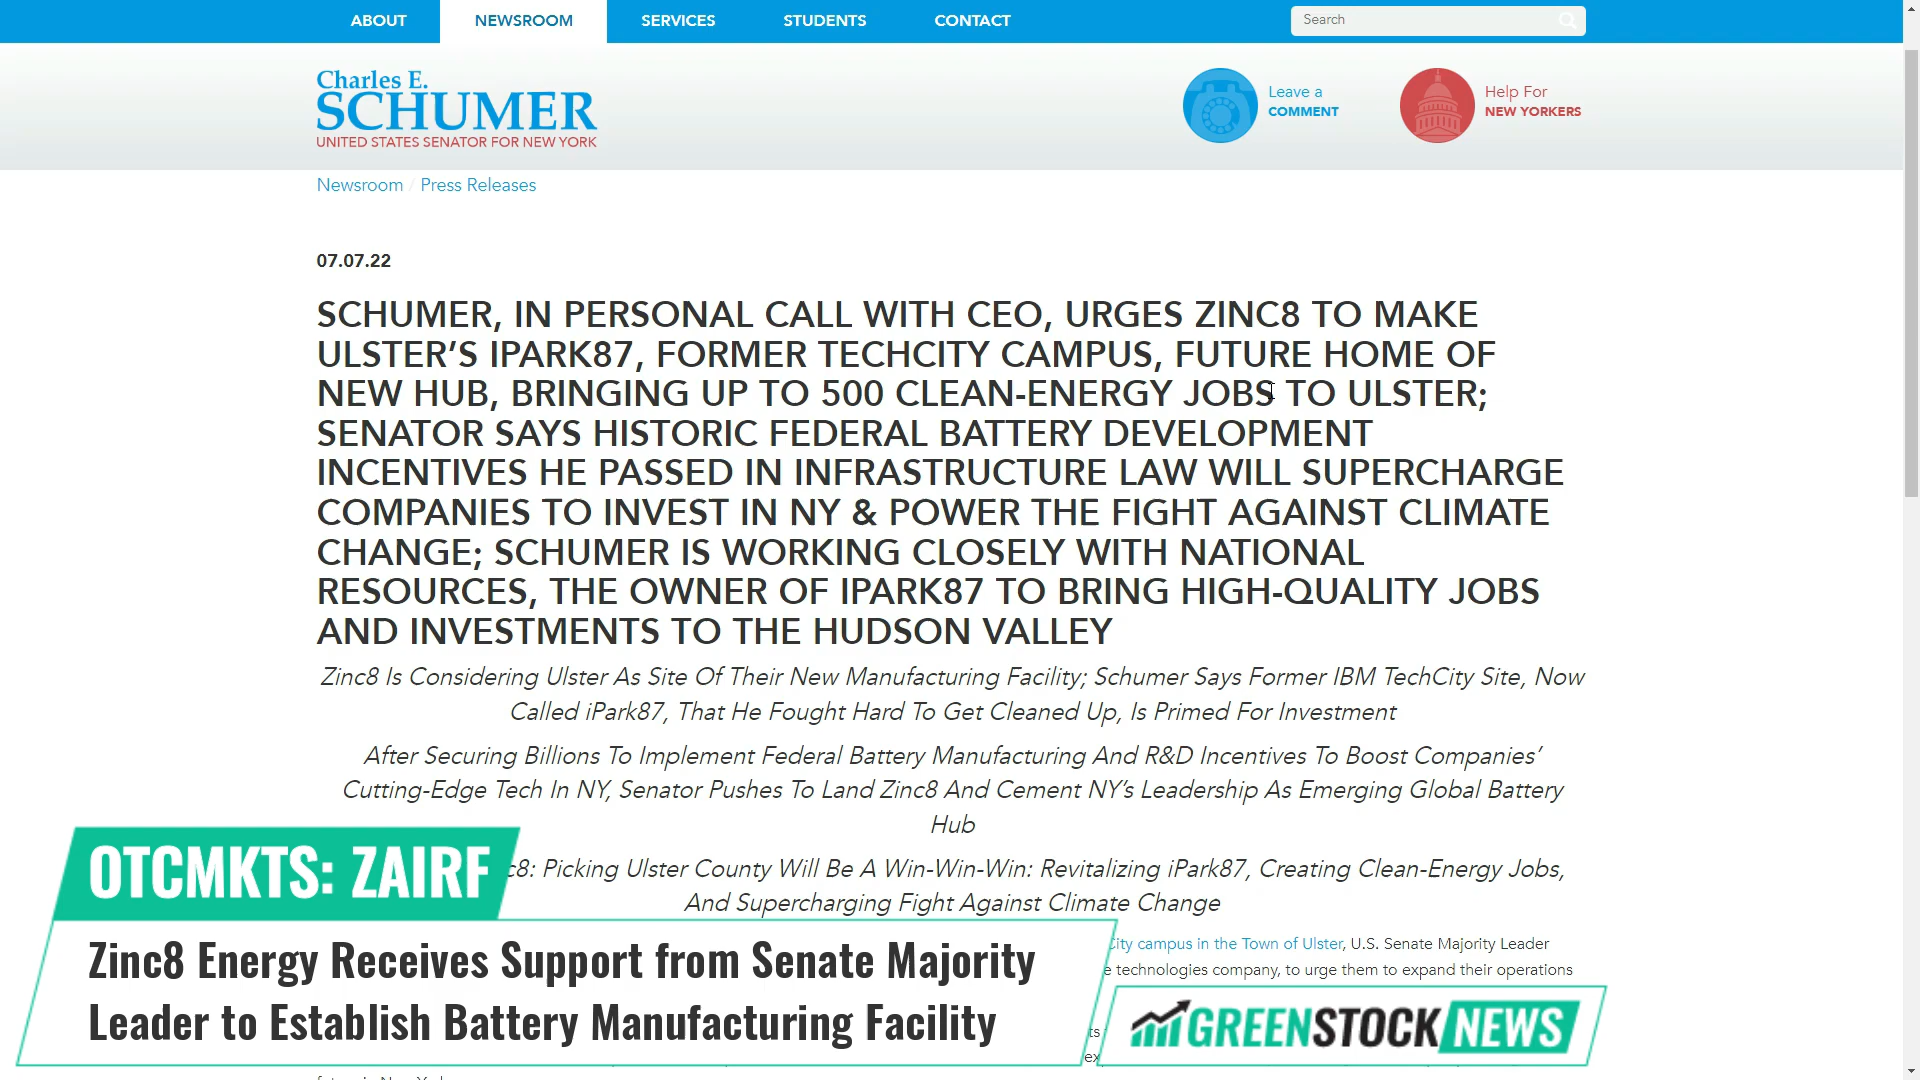 ABOUT NEWSROOM SERVICES STUDENTS CONTACT Search
Charles E.
SCHUMER
UNITED STATES SENATOR FOR NEW YORK
Leave a
COMMENT
Help For
NEW YORKERS
Newsroom / Press Releases
07.07.22
SCHUMER, IN PERSONAL CALL WITH CEO, URGES ZINC8 TO MAKE
ULSTER’S IPARK87, FORMER TECHCITY CAMPUS, FUTURE HOME OF
NEW HUB, BRINGING UP TO 500 CLEAN-ENERGY JOBS TO ULSTER;
SENATOR SAYS HISTORIC FEDERAL BATTERY DEVELOPMENT
INCENTIVES HE PASSED IN INFRASTRUCTURE LAW WILL SUPERCHARGE
COMPANIES TO INVEST IN NY & POWER THE FIGHT AGAINST CLIMATE
CHANGE; SCHUMER IS WORKING CLOSELY WITH NATIONAL
RESOURCES, THE OWNER OF IPARK87 TO BRING HIGH-QUALITY JOBS
AND INVESTMENTS TO THE HUDSON VALLEY
Zinc8 Is Considering Ulster As Site Of Their New Manufacturing Facility; Schumer Says Former IBM TechCity Site, Now
Called iPark87, That He Fought Hard To Get Cleaned Up, Is Primed For Investment
After Securing Billions To Implement Federal Battery Manufacturing And R&D Incentives To Boost Companies’
Cutting-Edge Tech In NY, Senator Pushes To Land Zinc8 And Cement NY’s Leadership As Emerging Global Battery
Hub
c8: Picking Ulster County Will Be A Win-Win-Win: Revitalizing iPark87, Creating Clean-Energy Jobs,
And Supercharging Fight Against Climate Change
City campus in the Town of Ulster, U.S. Senate Majority Leader
e technologies company, to urge them to expand their operations
OTCMKTS: ZAIRF
Zinc8 Energy Receives Support from Senate Majority
Leader to Establish Battery Manufacturing Facility
GREENSTOCK NEWS